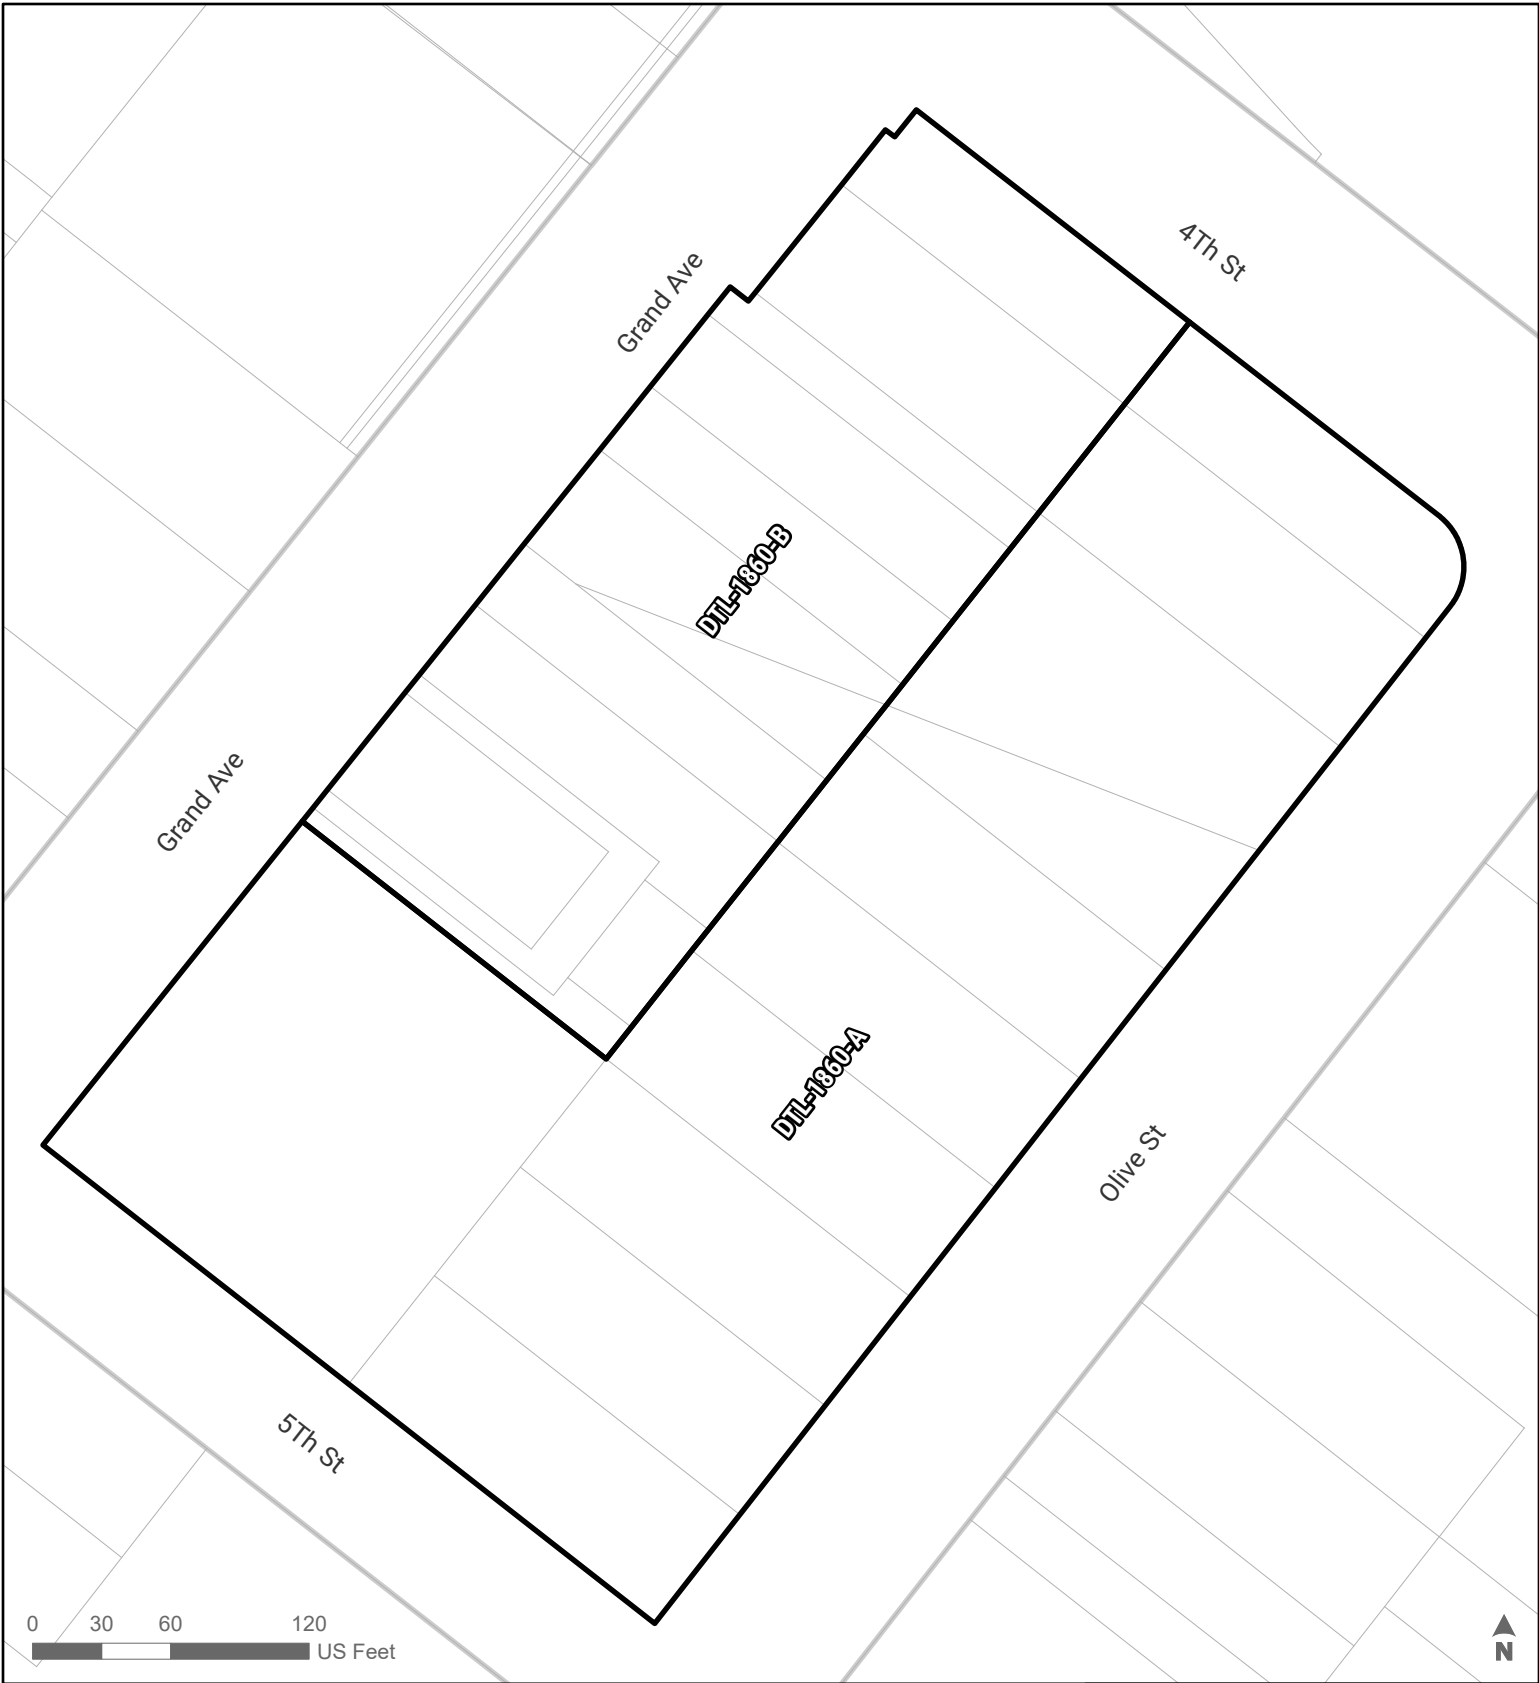 4Th St
Grand Ave
DTL-1860-B
Grand Ave
DTL-1860-A
Olive St
5Th St
0 30 60 120
US Feet
N